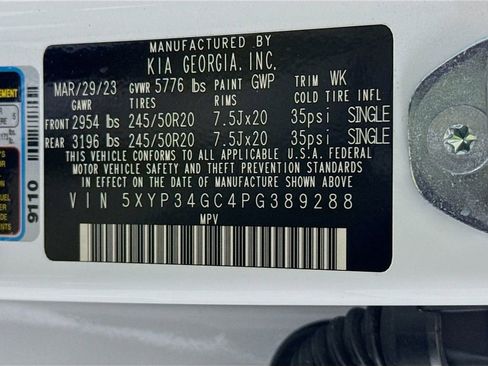 MANUFACTURED BY
KIA GEORGIA, INC.
MAR/29/23 GVWR 5776 lbs PAINT GWP TRIM WK
GAWR TIRES RIMS COLD TIRE INFL
FRONT 2954 lbs 245/50R20 7.5Jx20 35psi SINGLE
REAR 3196 lbs 245/50R20 7.5Jx20 35psi SINGLE
THIS VEHICLE CONFORMS TO ALL APPLICABLE U.S.A. FEDERAL
MOTOR VEHICLE SAFETY AND THEFT PREVENTION STANDARDS
IN EFFECT ON THE DATE OF MANUFACTURE SHOWN ABOVE.
VIN 5XYP34GC4PG389288
MPV
9110